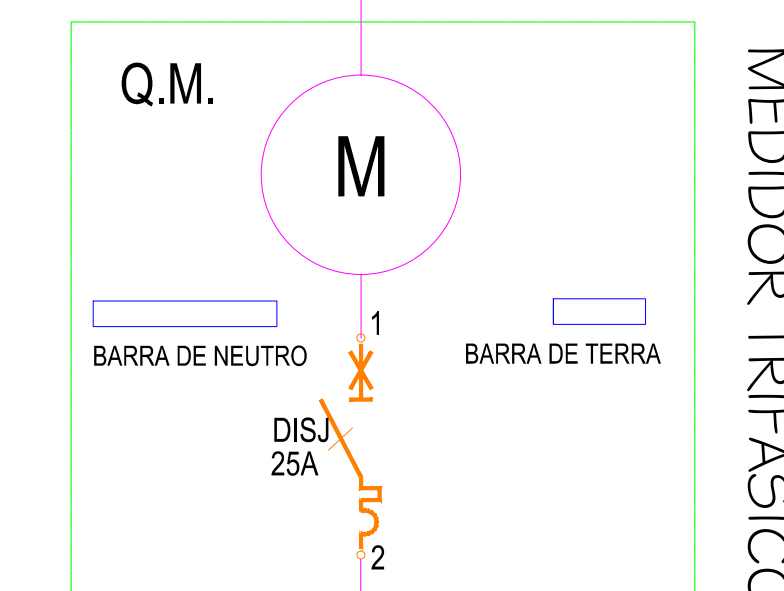 Q.M.
M
1
BARRA DE NEUTRO
BARRA DE TERRA
DISJ
25A
2
MEDIDOR TRIFASICO